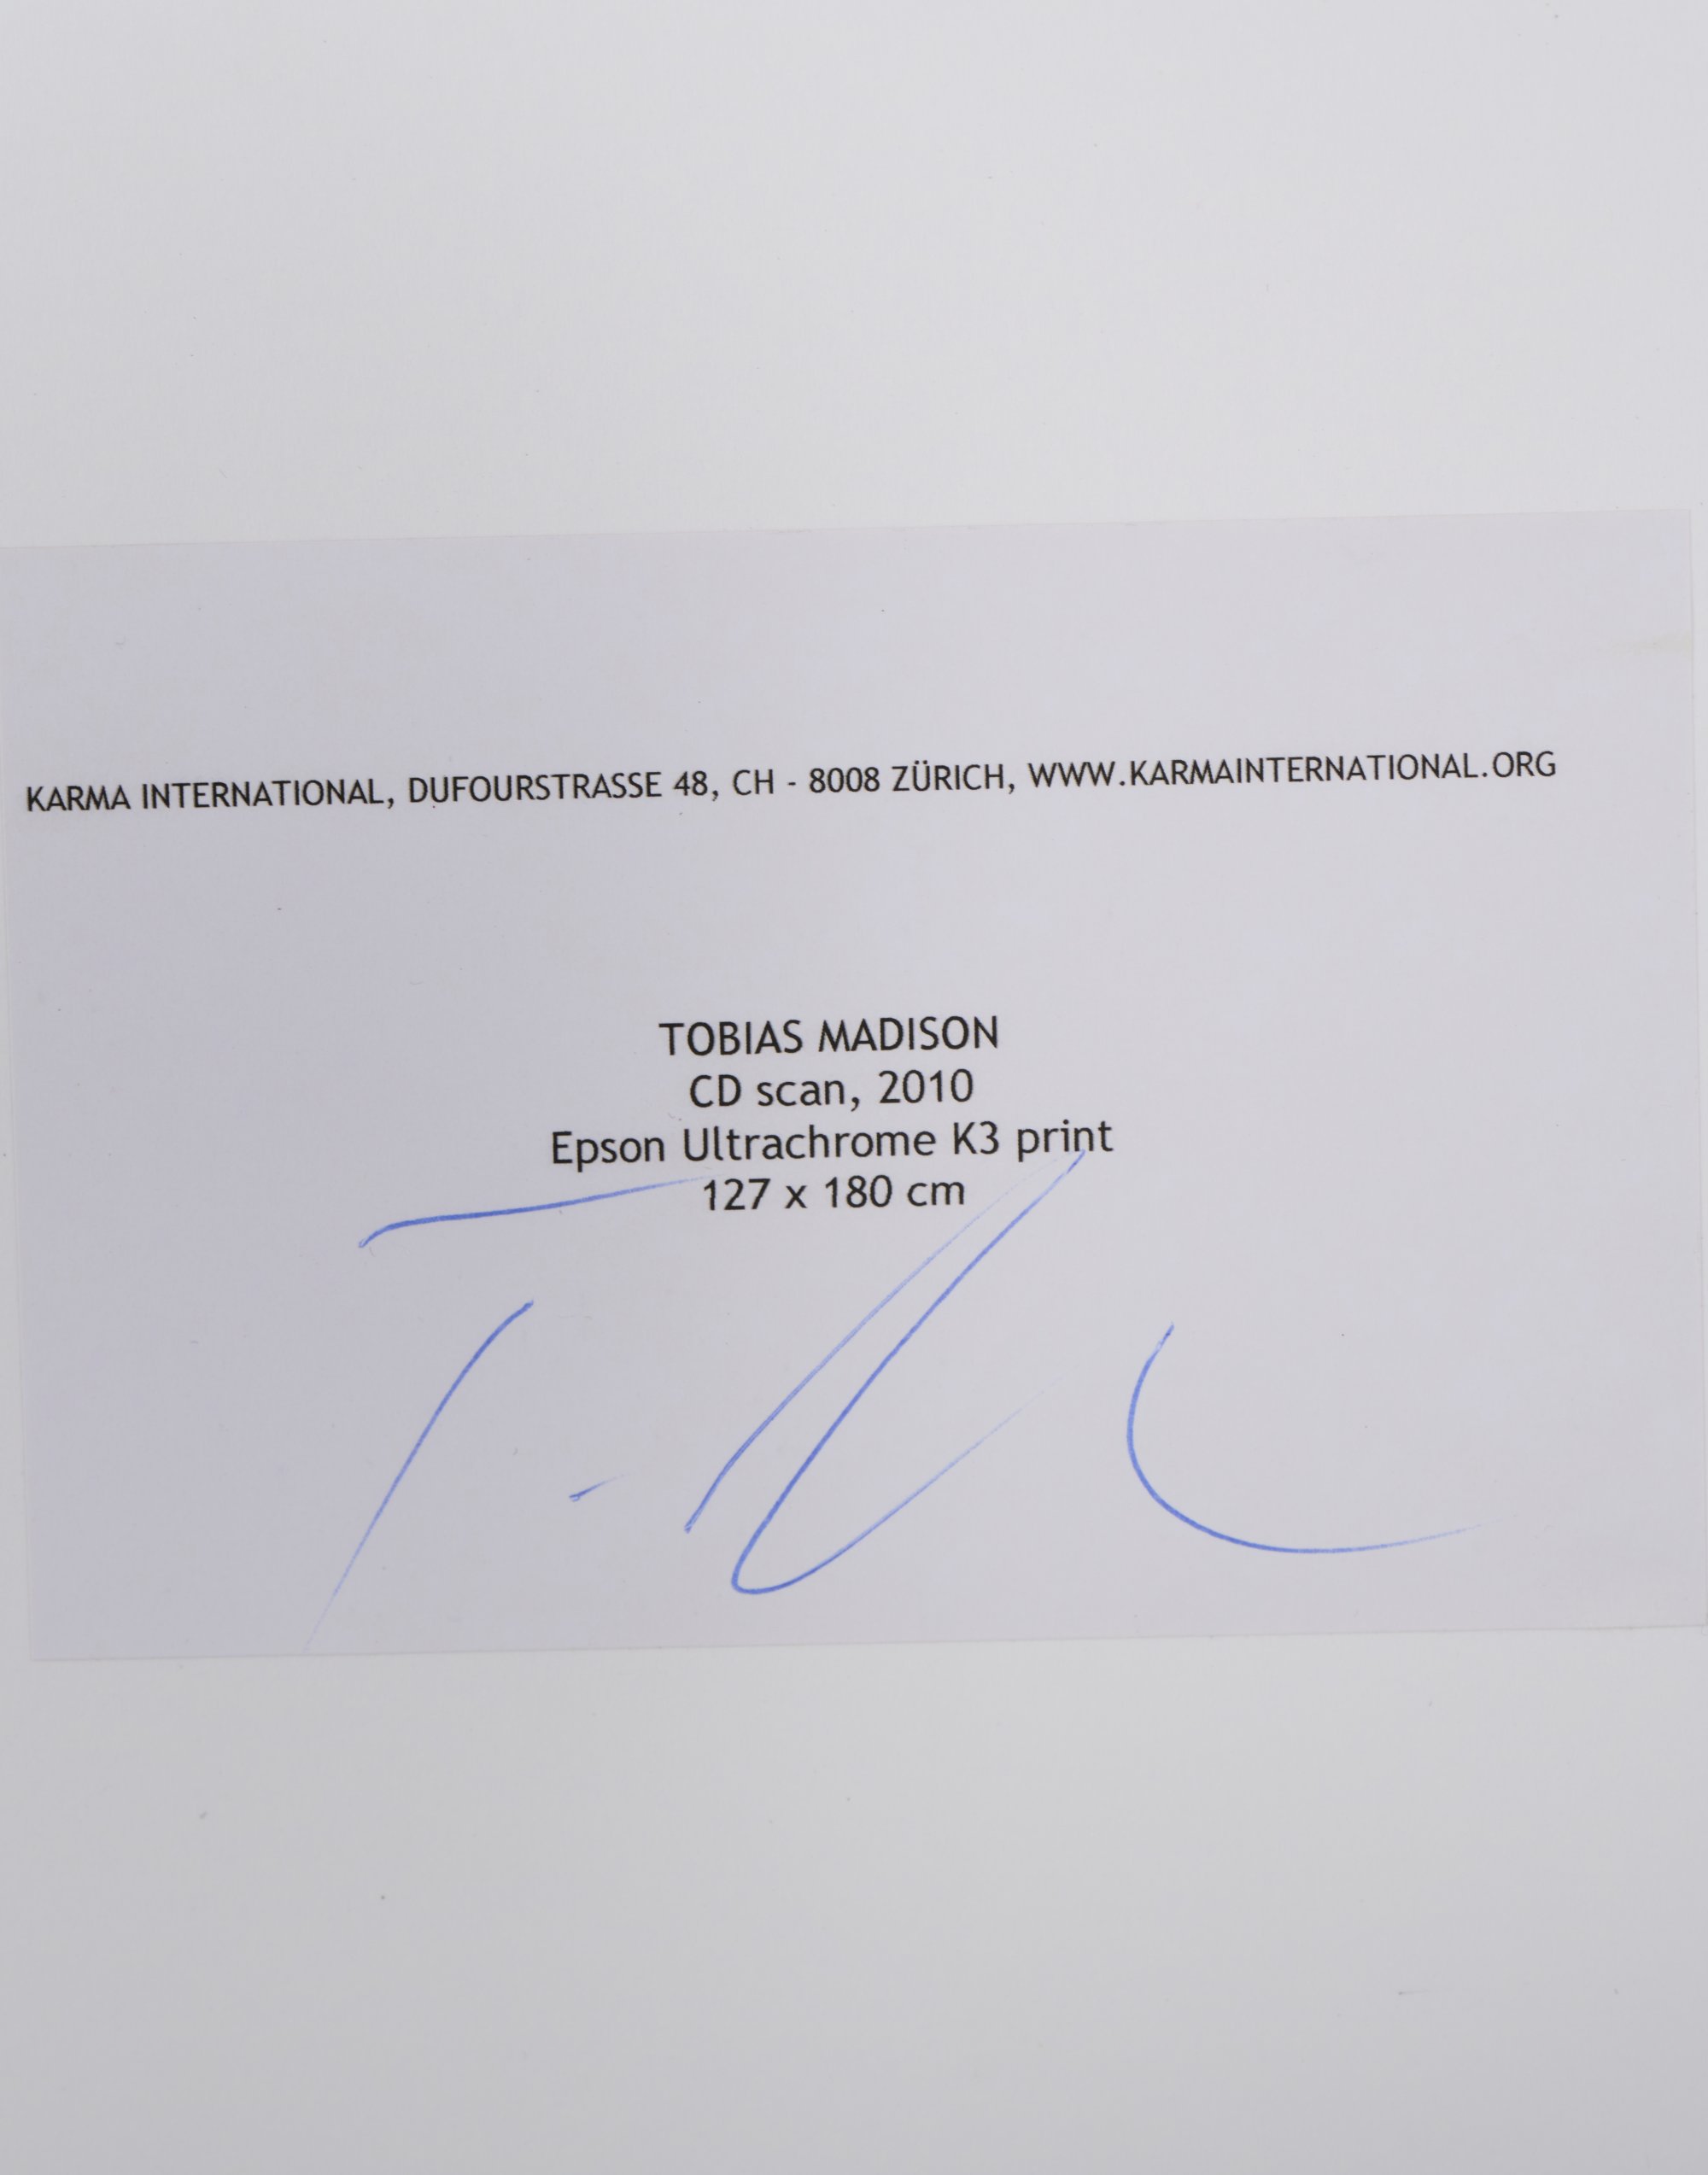 KARMA INTERNATIONAL, DUFOURSTRASSE 48, CH - 8008 ZÜRICH, WWW.KARMAINTERNATIONAL.ORG
TOBIAS MADISON
CD scan, 2010
Epson Ultrachrome K3 print
127 x 180 cm